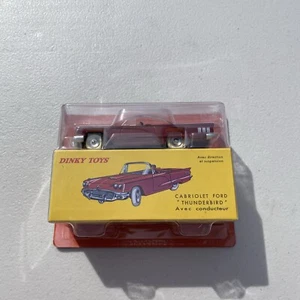 DINKY TOYS
Avec direction
et suspension
CABRIOLET FORD
"THUNDERBIRD"
Avec conducteur